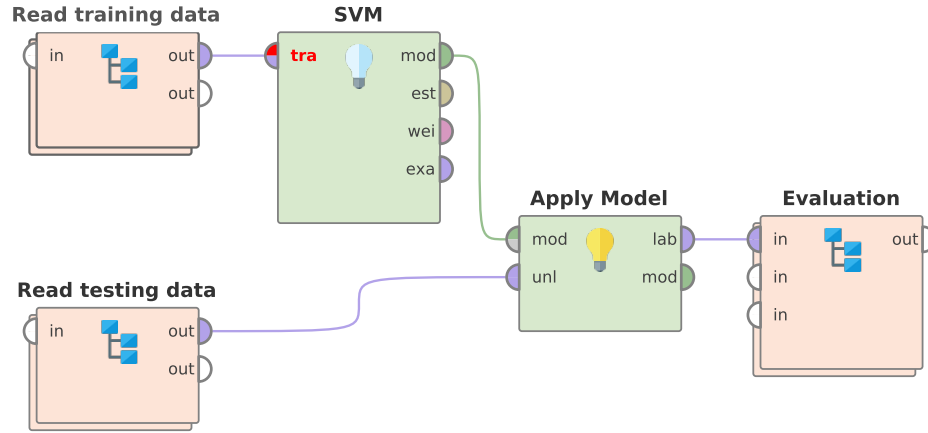 Read training data
in
out
out
SVM
tra
mod
est
wei
exa
Read testing data
in
out
out
Apply Model
mod
unl
lab
mod
Evaluation
in
in
in
out